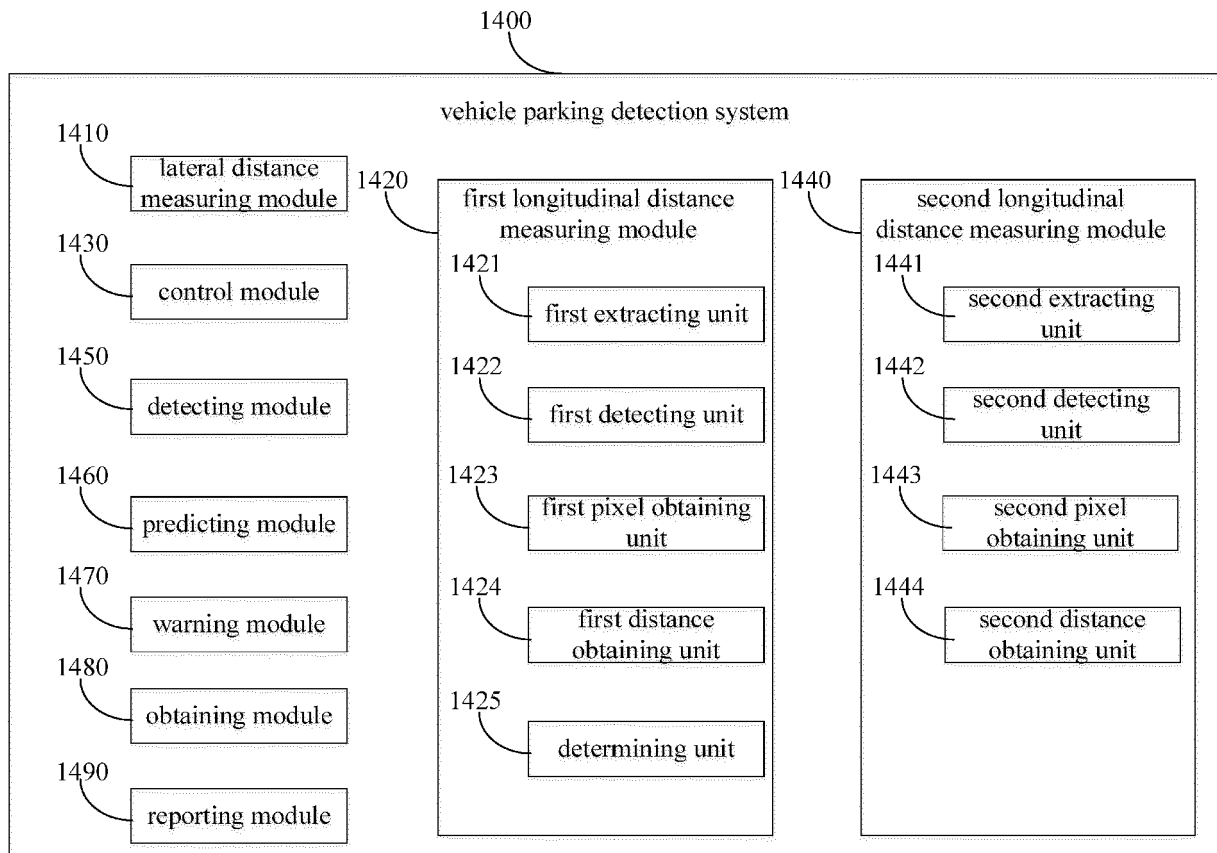 1400
vehicle parking detection system
1410
lateral distance
measuring module
1430
control module
1450
detecting module
1460
predicting module
1470
warning module
1480
obtaining module
1490
reporting module
1420
first longitudinal distance
measuring module
1421
first extracting unit
1422
first detecting unit
1423
first pixel obtaining
unit
1424
first distance
obtaining unit
1425
determining unit
1440
second longitudinal
distance measuring module
1441
second extracting
unit
1442
second detecting
unit
1443
second pixel
obtaining unit
1444
second distance
obtaining unit